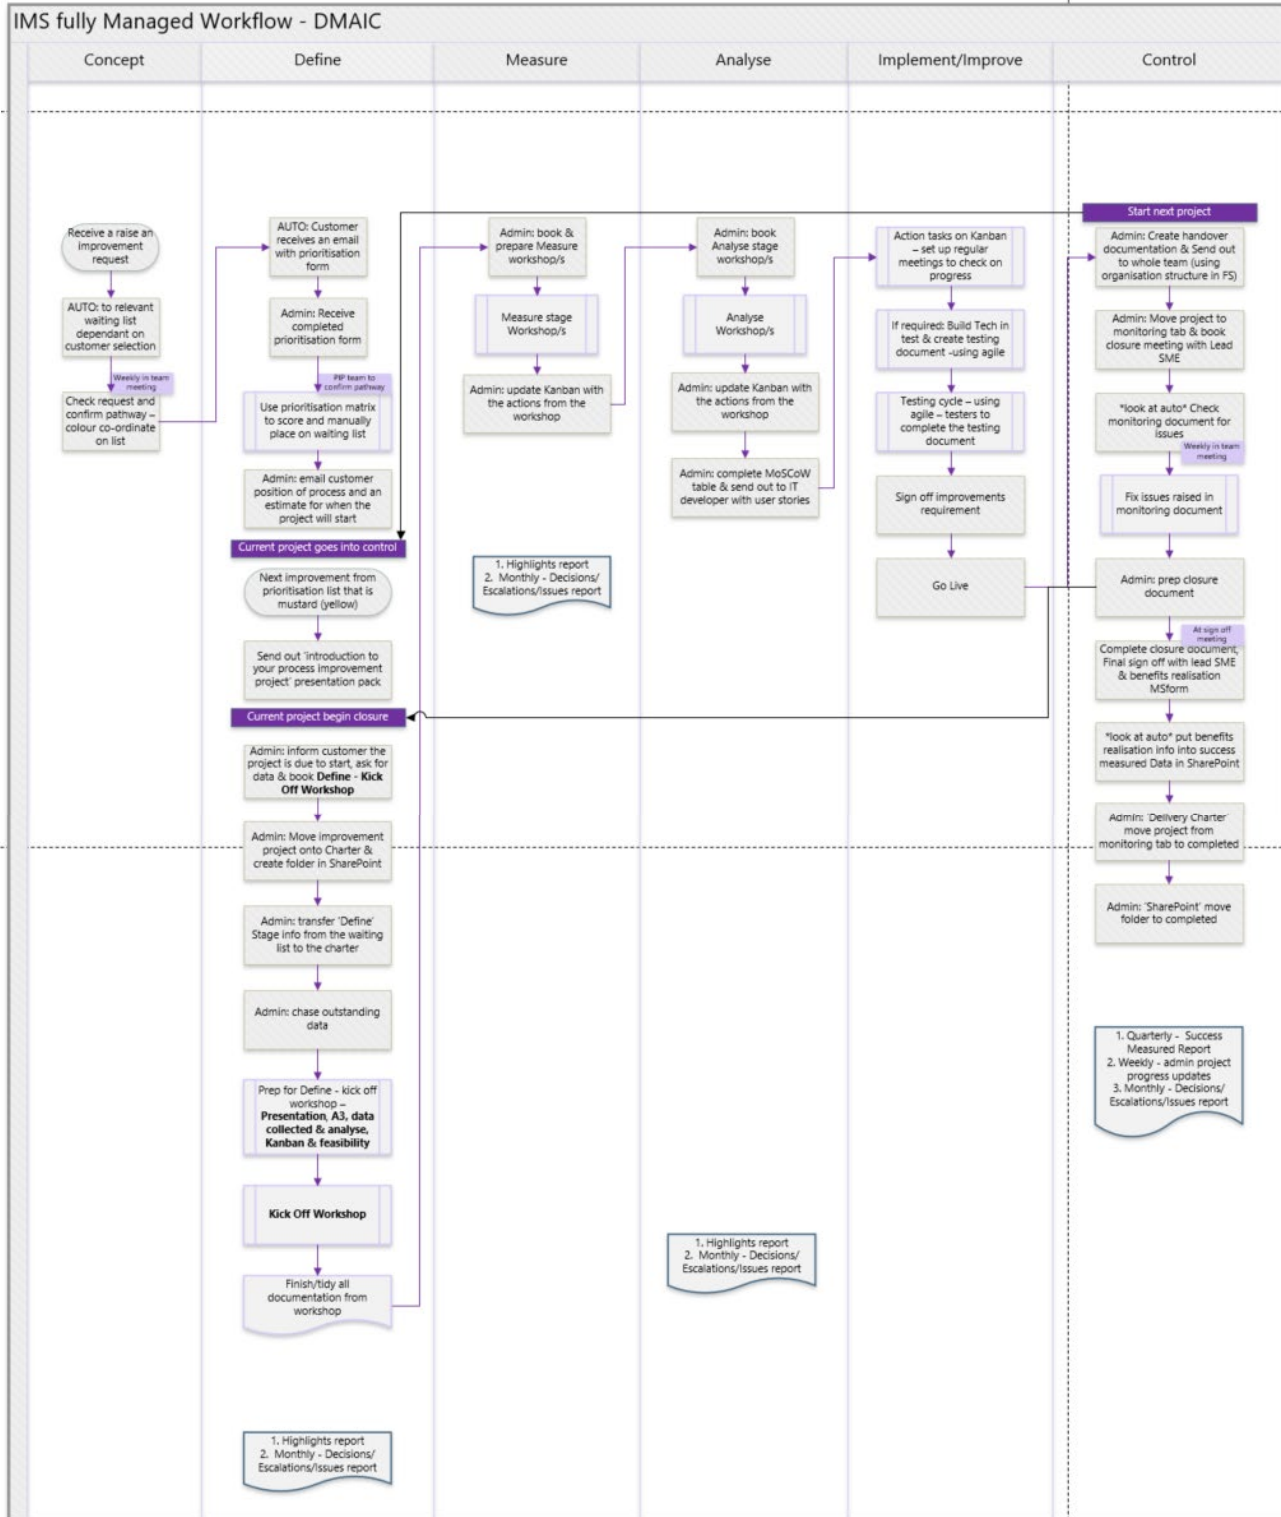 IMS fully Managed Workflow - DMAIC
Concept
Define
Measure
Analyse
Implement/Improve
Control
Receive a raise an
improvement
request
AUTO: to relevant
waiting list
dependant on
customer selection
Weekly in team
meeting
Check request and
confirm pathway –
colour co-ordinate
on list
AUTO: Customer
receives an email
with prioritisation
form
Admin: Receive
completed
prioritisation form
PIP team to
confirm pathway
Use prioritisation matrix
to score and manually
place on waiting list
Admin: email customer
position of process and an
estimate for when the
project will start
Current project goes into control
Next improvement from
prioritisation list that is
mustard (yellow)
Send out 'introduction to
your process improvement
project' presentation pack
Current project begin closure
Admin: inform customer the
project is due to start, ask for
data & book Define - Kick
Off Workshop
Admin: Move improvement
project onto Charter &
create folder in SharePoint
Admin: transfer 'Define'
Stage info from the waiting
list to the charter
Admin: chase outstanding
data
Prep for Define - kick off
workshop –
Presentation, A3, data
collected & analyse,
Kanban & feasibility
Kick Off Workshop
Finish/tidy all
documentation from
workshop
1. Highlights report
2. Monthly - Decisions/
Escalations/Issues report
Admin: book &
prepare Measure
workshop/s
Measure stage
Workshop/s
Admin: update Kanban with
the actions from the
workshop
1. Highlights report
2. Monthly - Decisions/
Escalations/Issues report
Admin: book
Analyse stage
workshop/s
Analyse
Workshop/s
Admin: update Kanban with
the actions from the
workshop
Admin: complete MoSCoW
table & send out to IT
developer with user stories
1. Highlights report
2. Monthly - Decisions/
Escalations/Issues report
Action tasks on Kanban
– set up regular
meetings to check on
progress
If required: Build Tech in
test & create testing
document -using agile
Testing cycle – using
agile – testers to
complete the testing
document
Sign off improvements
requirement
Go Live
Start next project
Admin: Create handover
documentation & Send out
to whole team (using
organisation structure in FS)
Admin: Move project to
monitoring tab & book
closure meeting with Lead
SME
*look at auto* Check
monitoring document for
issues
Weekly in team
meeting
Fix issues raised in
monitoring document
Admin: prep closure
document
At sign off
meeting
Complete closure document,
Final sign off with lead SME
& benefits realisation
MSform
*look at auto* put benefits
realisation info into success
measured Data in SharePoint
Admin: 'Delivery Charter'
move project from
monitoring tab to completed
Admin: 'SharePoint' move
folder to completed
1. Quarterly - Success
Measured Report
2. Weekly - admin project
progress updates
3. Monthly - Decisions/
Escalations/Issues report